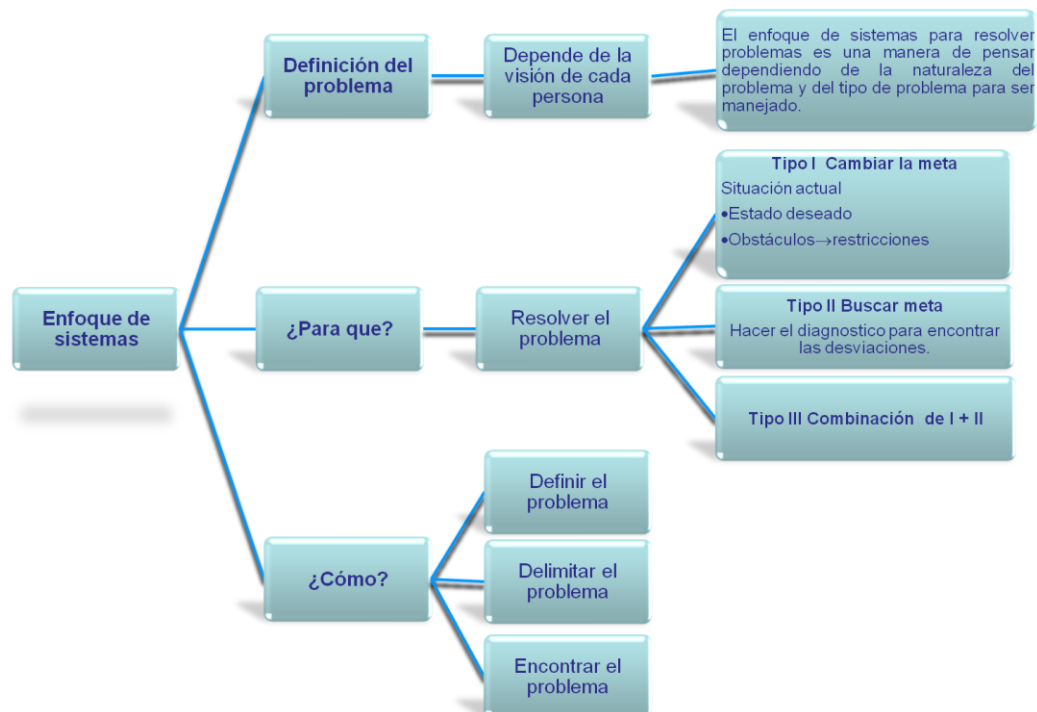 Enfoque de
sistemas
Definición del
problema
Depende de la
visión de cada
persona
El enfoque de sistemas para resolver
problemas es una manera de pensar
dependiendo de la naturaleza del
problema y del tipo de problema para ser
manejado.
¿Para que?
Resolver el
problema
Tipo I Cambiar la meta
Situación actual
•Estado deseado
•Obstáculos→restricciones
Tipo II Buscar meta
Hacer el diagnostico para encontrar
las desviaciones.
Tipo III Combinación de I + II
¿Cómo?
Definir el
problema
Delimitar el
problema
Encontrar el
problema